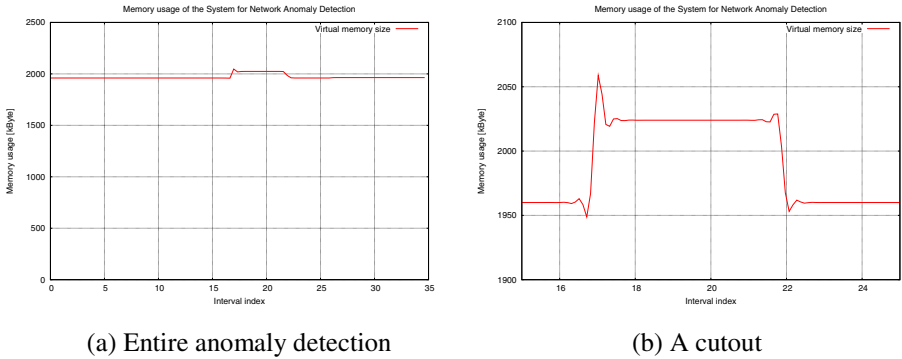 Memory usage of the System for Network Anomaly Detection
2500
2000
1500
1000
500
0
Memory usage [kByte]
Virtual memory size
0 5 10 15 20 25 30 35
Interval index
(a) Entire anomaly detection
Memory usage of the System for Network Anomaly Detection
2100
2050
2000
1950
1900
Memory usage [kByte]
Virtual memory size
16 18 20 22 24
Interval index
(b) A cutout